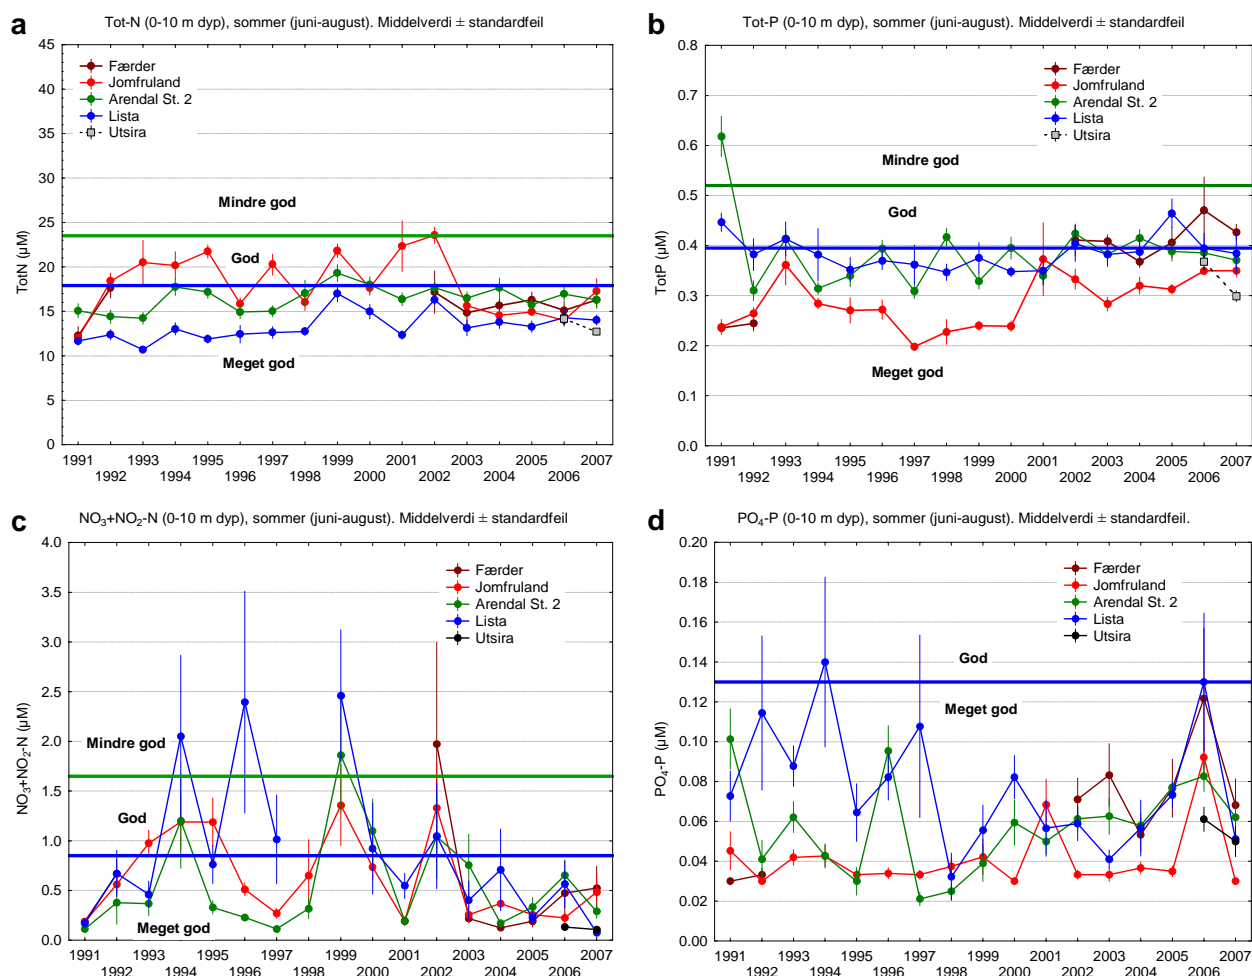 a
Tot-N (0-10 m dyp), sommer (juni-august). Middelverdi ± standardfeil
45
40
35
30
25
20
15
10
5
0
TotN (µM)
Færder
Jomfruland
Arendal St. 2
Lista
Utsira
Mindre god
God
Meget god
1991 1993 1995 1997 1999 2001 2003 2005 2007
1992 1994 1996 1998 2000 2002 2004 2006
b
Tot-P (0-10 m dyp), sommer (juni-august). Middelverdi ± standardfeil
0.8
0.7
0.6
0.5
0.4
0.3
0.2
0.1
0.0
TotP (µM)
Færder
Jomfruland
Arendal St. 2
Lista
Utsira
Mindre god
God
Meget god
1991 1993 1995 1997 1999 2001 2003 2005 2007
1992 1994 1996 1998 2000 2002 2004 2006
c
NO₃+NO₂-N (0-10 m dyp), sommer (juni-august). Middelverdi ± standardfeil
4.0
3.5
3.0
2.5
2.0
1.5
1.0
0.5
0.0
NO₃+NO₂-N (µM)
Færder
Jomfruland
Arendal St. 2
Lista
Utsira
Mindre god
God
Meget god
1991 1993 1995 1997 1999 2001 2003 2005 2007
1992 1994 1996 1998 2000 2002 2004 2006
d
PO₄-P (0-10 m dyp), sommer (juni-august). Middelverdi ± standardfeil.
0.20
0.18
0.16
0.14
0.12
0.10
0.08
0.06
0.04
0.02
0.00
PO₄-P (µM)
Færder
Jomfruland
Arendal St. 2
Lista
Utsira
God
Meget god
1991 1993 1995 1997 1999 2001 2003 2005 2007
1992 1994 1996 1998 2000 2002 2004 2006